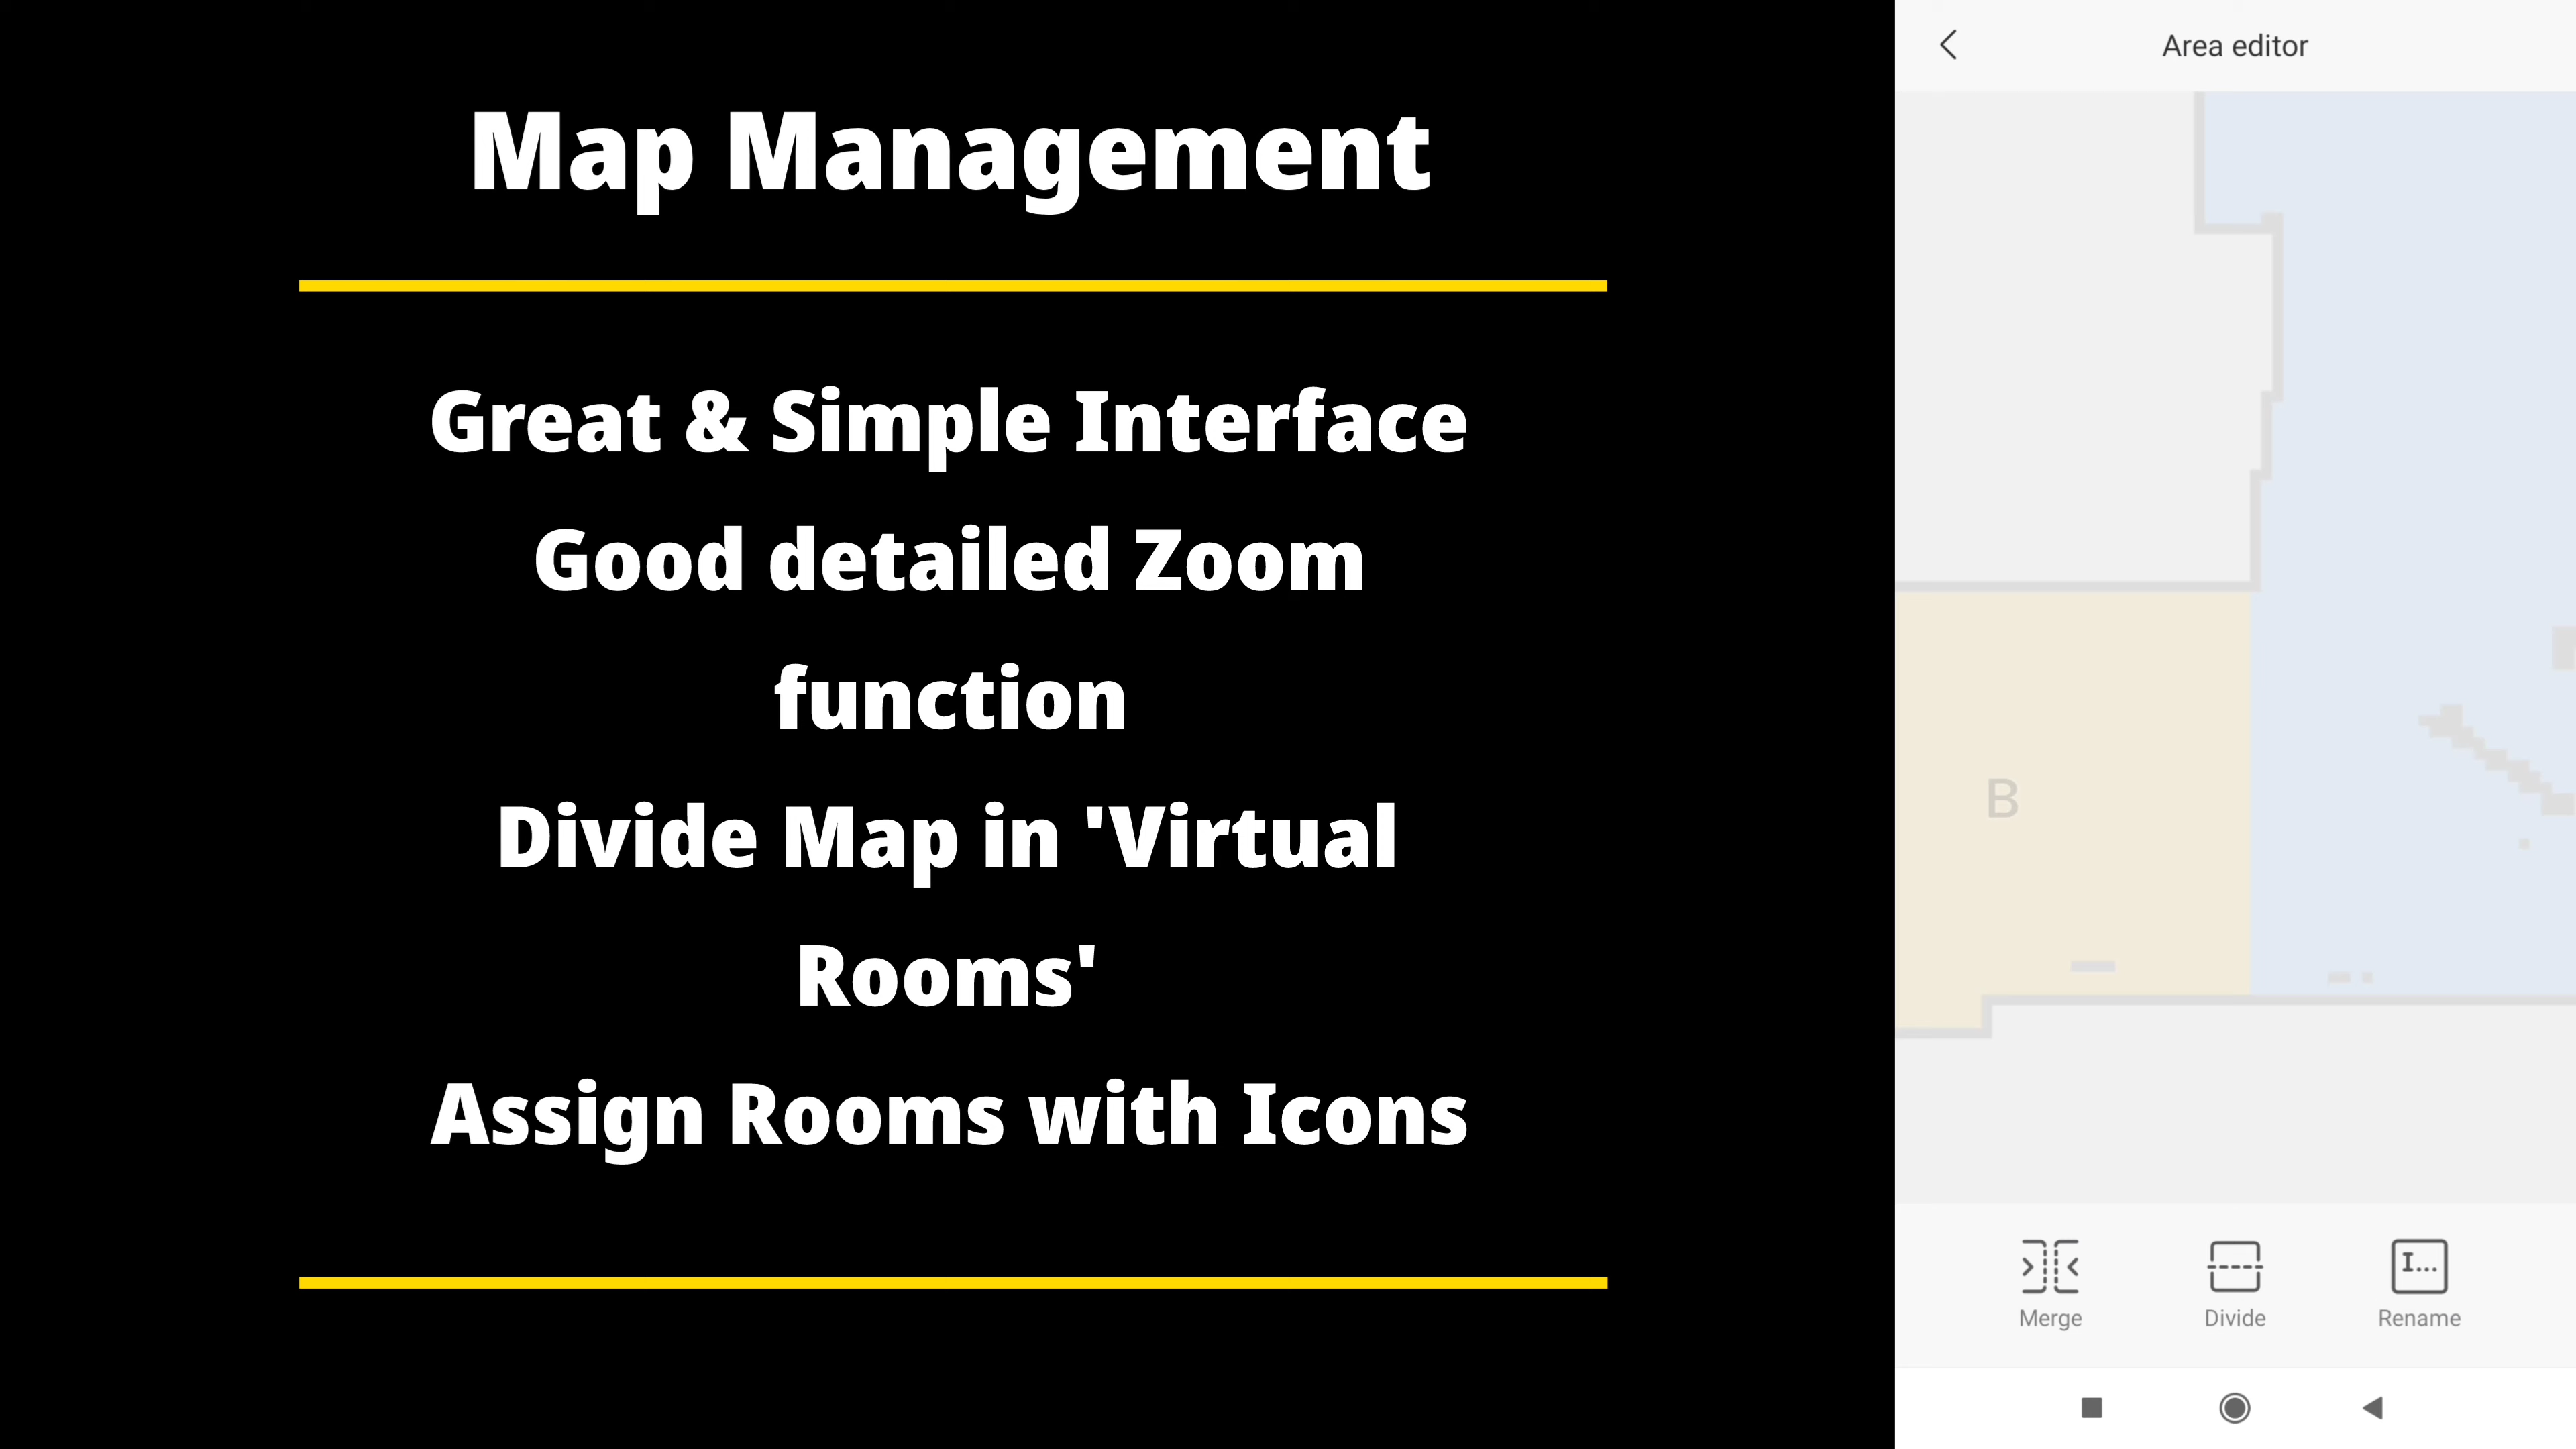 Map Management
Great & Simple Interface
Good detailed Zoom
function
Divide Map in 'Virtual
Rooms'
Assign Rooms with Icons
Area editor
B
I...
Merge
Divide
Rename